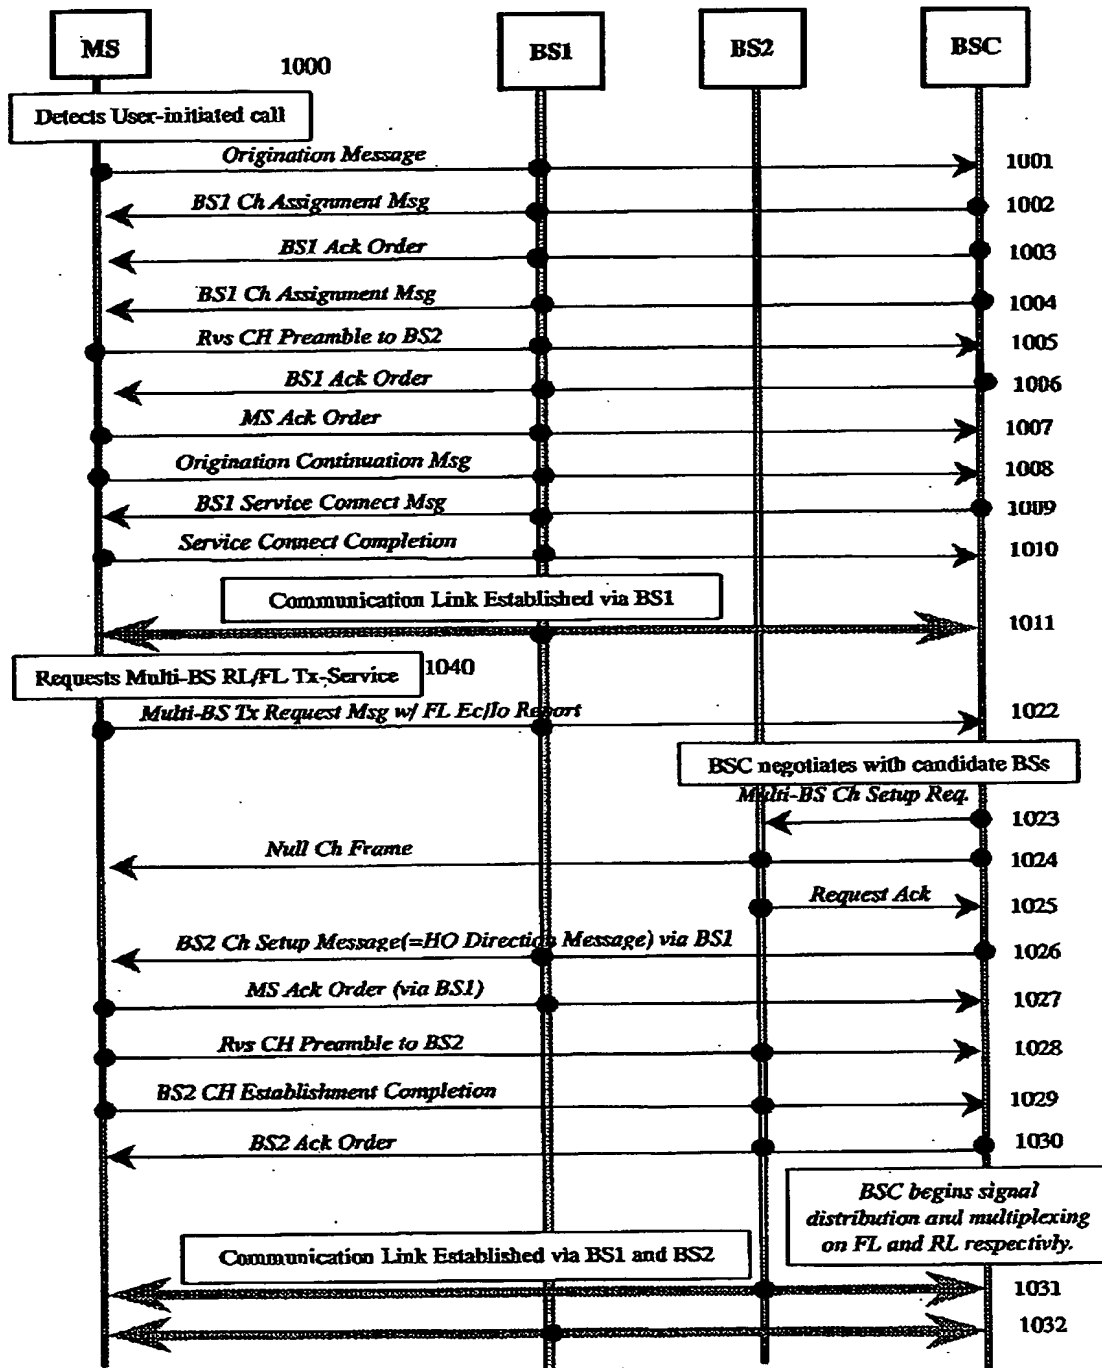 MS
BS1
BS2
BSC
1000
Detects User-initiated call
Origination Message
1001
BS1 Ch Assignment Msg
1002
BS1 Ack Order
1003
BS1 Ch Assignment Msg
1004
Rvs CH Preamble to BS2
1005
BS1 Ack Order
1006
MS Ack Order
1007
Origination Continuation Msg
1008
BS1 Service Connect Msg
1009
Service Connect Completion
1010
Communication Link Established via BS1
1011
Requests Multi-BS RL/FL Tx-Service
1040
Multi-BS Tx Request Msg w/ FL Ec/Io Report
1022
BSC negotiates with candidate BSs
Multi-BS Ch Setup Req.
1023
Null Ch Frame
1024
Request Ack
1025
BS2 Ch Setup Message(=HO Direction Message) via BS1
1026
MS Ack Order (via BS1)
1027
Rvs CH Preamble to BS2
1028
BS2 CH Establishment Completion
1029
BS2 Ack Order
1030
BSC begins signal
distribution and multiplexing
on FL and RL respectivly.
Communication Link Established via BS1 and BS2
1031
1032